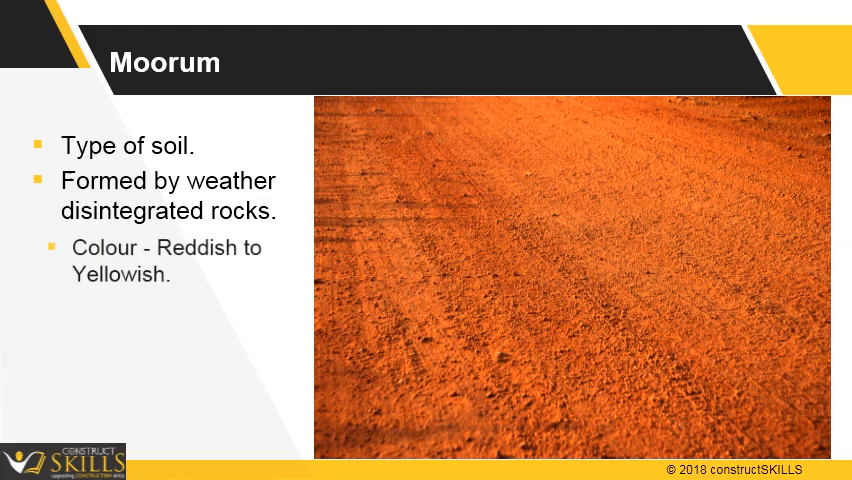 Moorum
Type of soil.
Formed by weather
disintegrated rocks.
Colour - Reddish to
Yellowish.
CONSTRUCT
SKILLS
upgrading CONSTRUCTION skills
© 2018 constructSKILLS